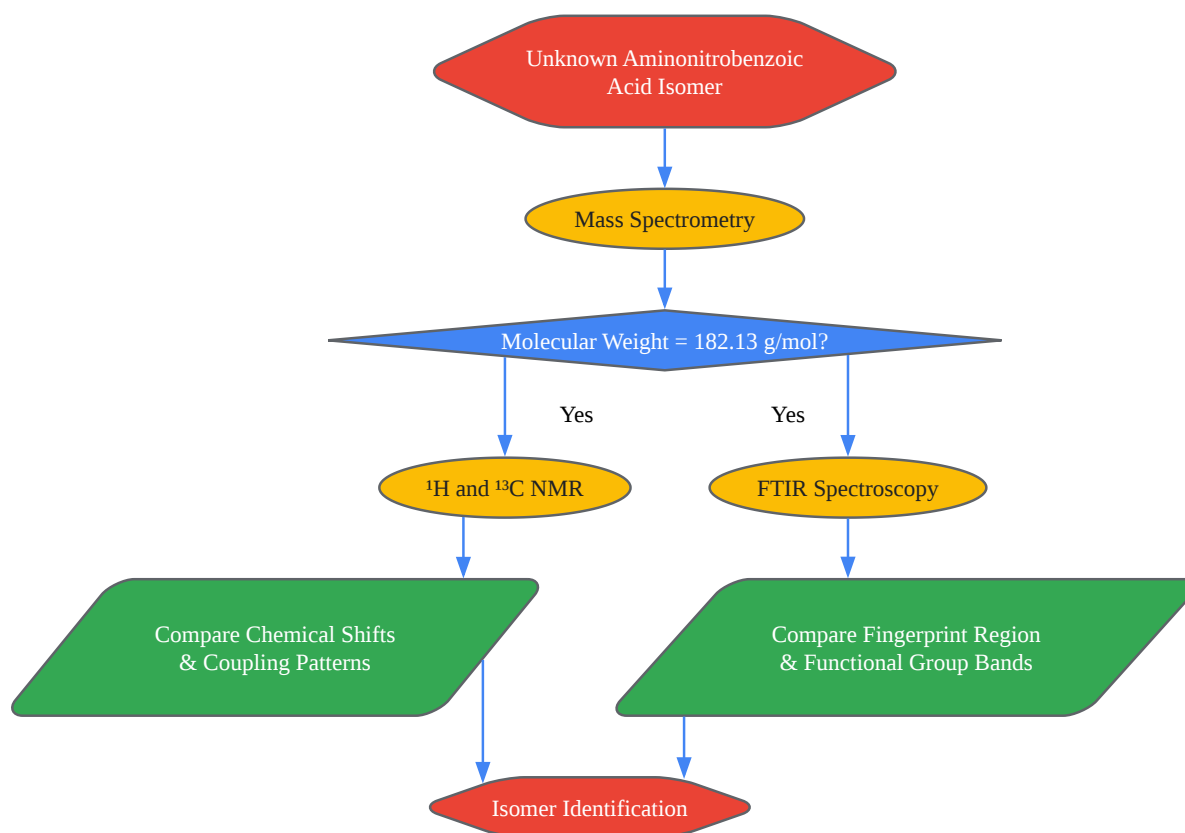 Unknown Aminonitrobenzoic
Acid Isomer
Mass Spectrometry
Molecular Weight = 182.13 g/mol?
Yes
Yes
¹H and ¹³C NMR
FTIR Spectroscopy
Compare Chemical Shifts
& Coupling Patterns
Compare Fingerprint Region
& Functional Group Bands
Isomer Identification